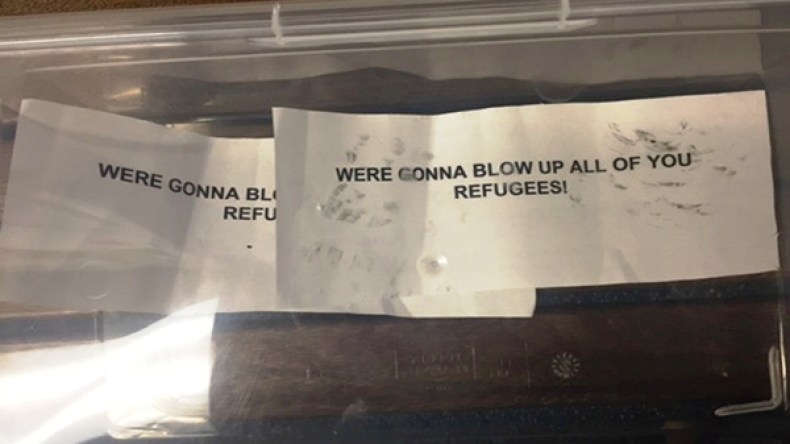 WERE GONNA BL
REFU
WERE GONNA BLOW UP ALL OF YOU
REFUGEES!